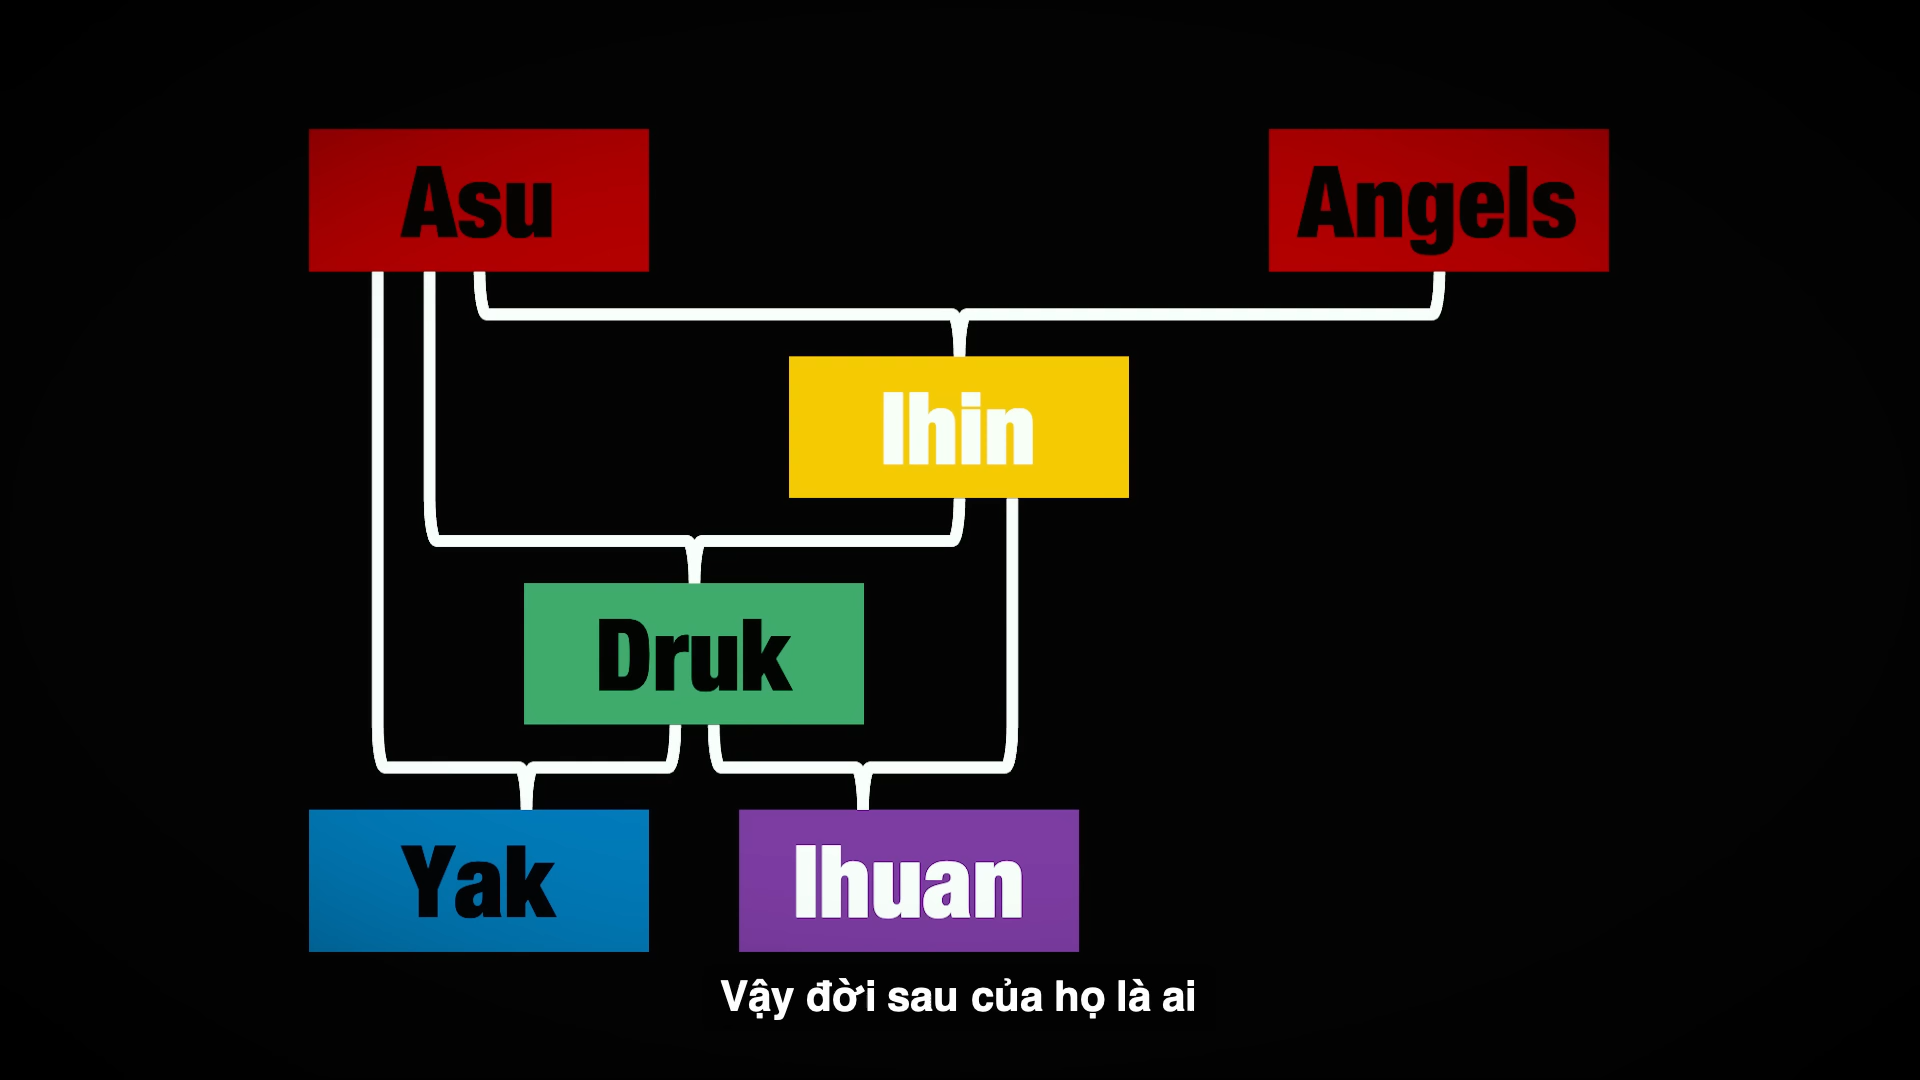 Asu
Angels
Ihin
Druk
Yak
Ihuan
Vậy đời sau của họ là ai